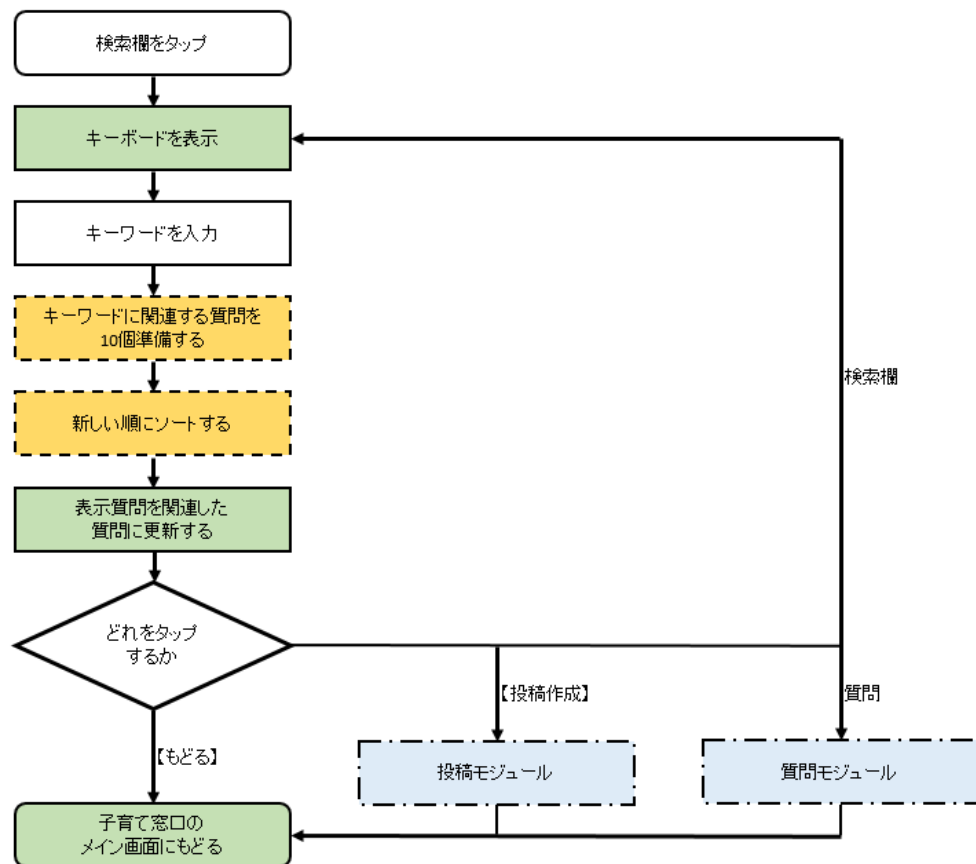 検索欄をタップ
キーボードを表示
キーワードを入力
キーワードに関連する質問を
10個準備する
新しい順にソートする
表示質問を関連した
質問に更新する
どれをタップ
するか
検索欄
【投稿作成】
質問
【もどる】
投稿モジュール
質問モジュール
子育て窓口の
メイン画面にもどる